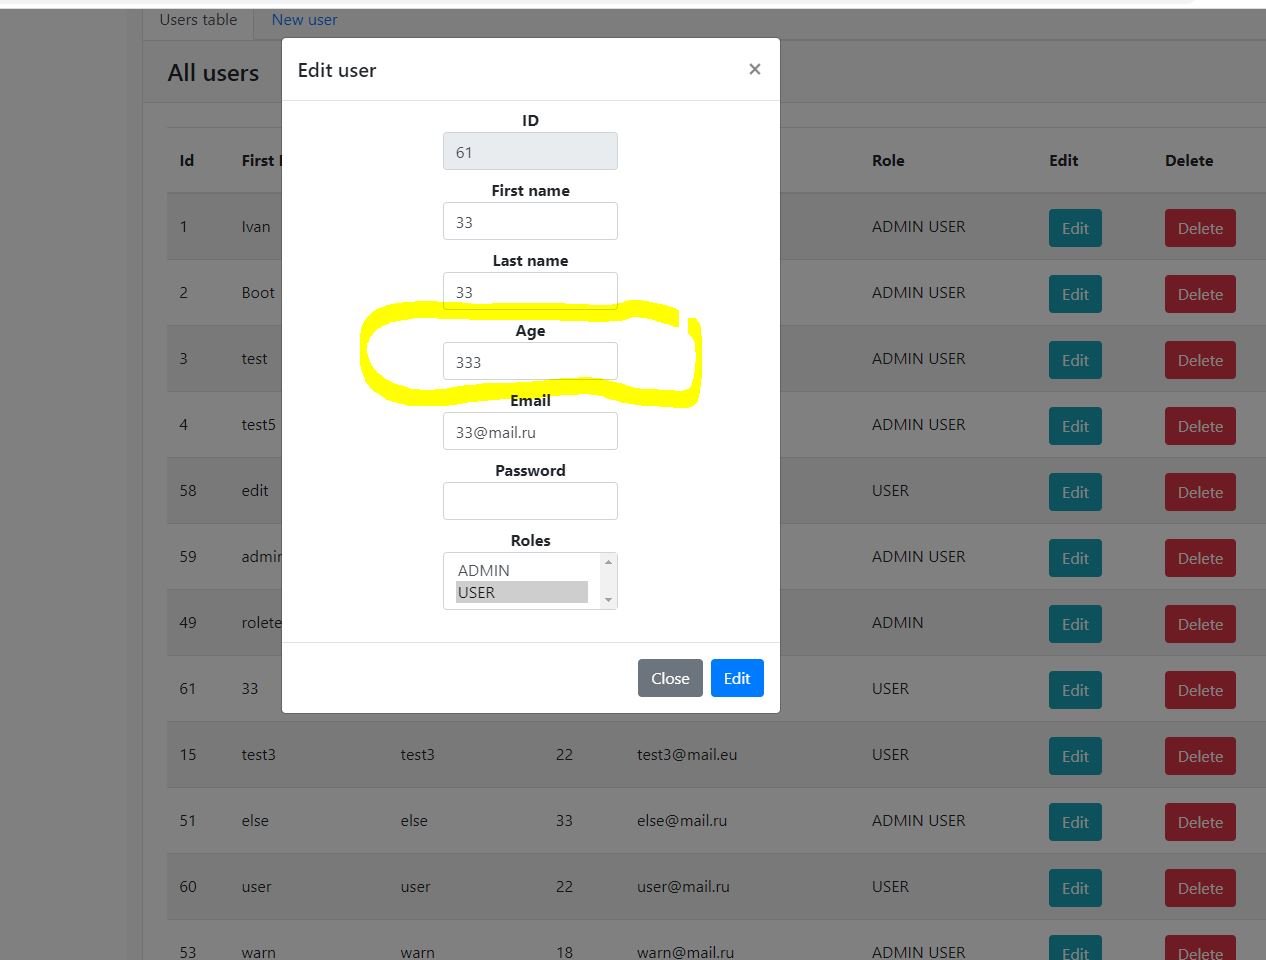 Users table New user
All users
Edit user ×
ID
61
First name
33
Last name
33
Age
333
Email
33@mail.ru
Password
Roles
ADMIN
USER
Close Edit
Id First Role Edit Delete
1 Ivan ADMIN USER Edit Delete
2 Boot ADMIN USER Edit Delete
3 test ADMIN USER Edit Delete
4 test5 ADMIN USER Edit Delete
58 edit USER Edit Delete
59 admin ADMIN USER Edit Delete
49 rolete ADMIN Edit Delete
61 33 USER Edit Delete
15 test3 test3 22 test3@mail.eu USER Edit Delete
51 else else 33 else@mail.ru ADMIN USER Edit Delete
60 user user 22 user@mail.ru USER Edit Delete
53 warn warn 18 warn@mail.ru ADMIN USER Edit Delete